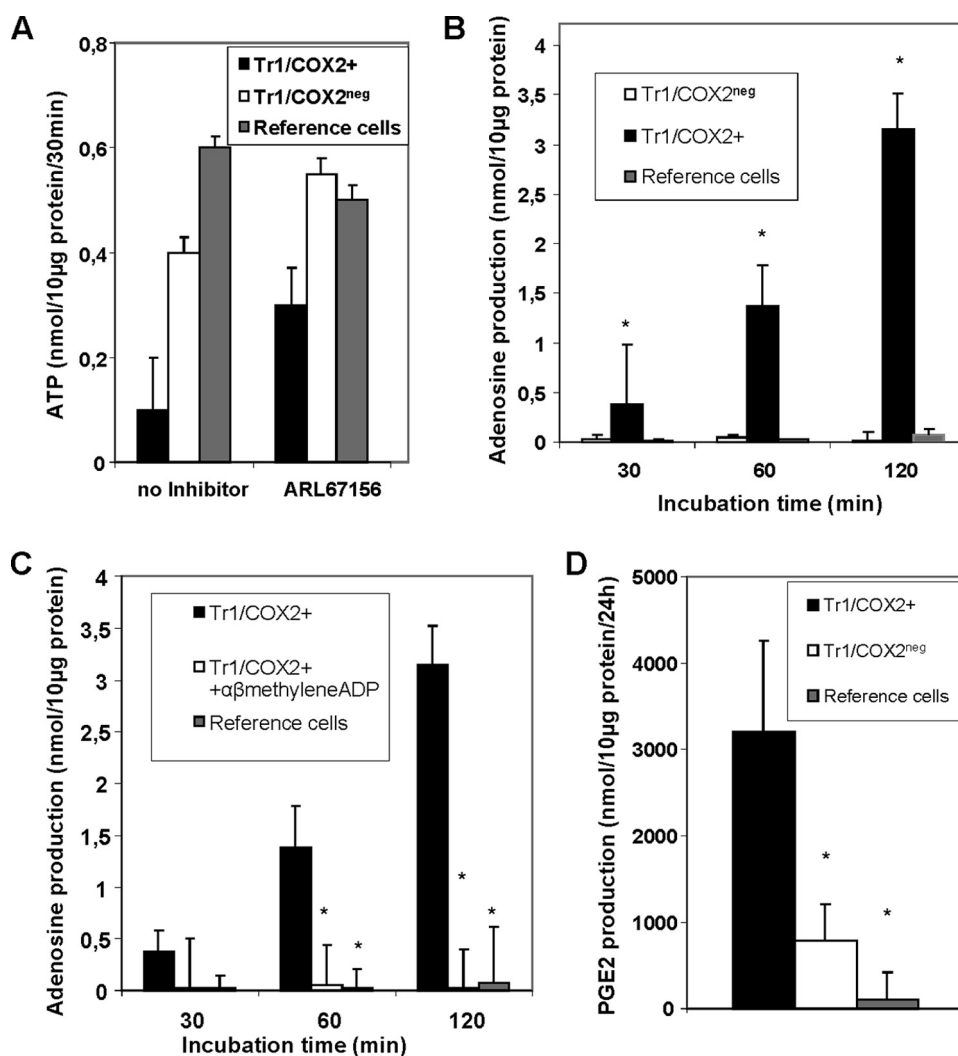 A
ATP (nmol/10µg protein/30min)
0,8
0,6
0,4
0,2
0
Tr1/COX2+
Tr1/COX2neg
Reference cells
no Inhibitor
ARL67156
B
Adenosine production (nmol/10µg protein)
4
3,5
3
2,5
2
1,5
1
0,5
0
Tr1/COX2neg
Tr1/COX2+
Reference cells
*
*
*
30
60
120
Incubation time (min)
C
Adenosine production (nmol/10µg protein)
4
3,5
3
2,5
2
1,5
1
0,5
0
Tr1/COX2+
Tr1/COX2+
+αβmethyleneADP
Reference cells
*
*
*
*
30
60
120
Incubation time (min)
D
PGE2 production (nmol/10µg protein/24h)
5000
4000
3000
2000
1000
0
Tr1/COX2+
Tr1/COX2neg
Reference cells
*
*